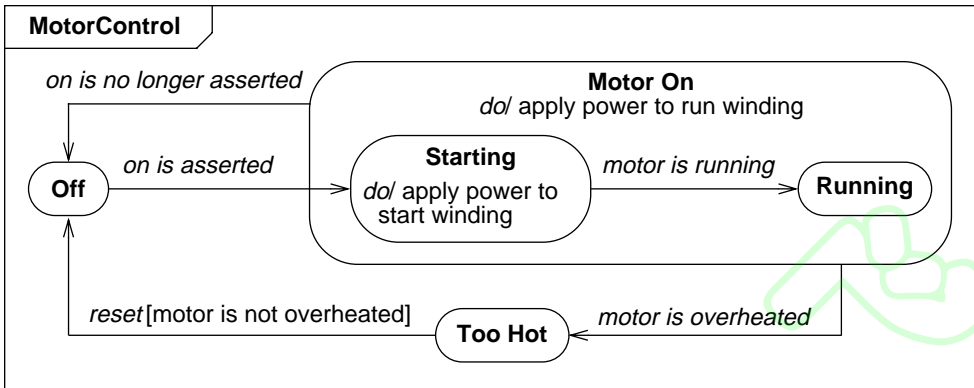 MotorControl
on is no longer asserted
Motor On
do/ apply power to run winding
on is asserted
Starting
motor is running
Off
do/ apply power to
start winding
Running
reset [motor is not overheated]
Too Hot
motor is overheated